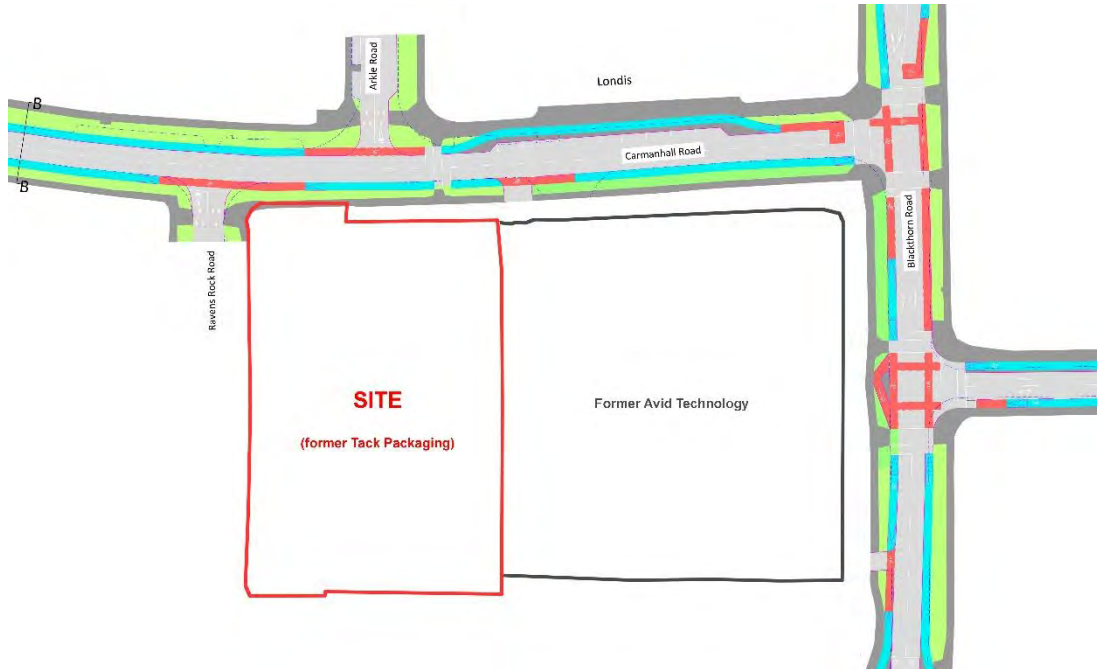 Arkle Road
Londis
B
Carmanhall Road
B
Blackthorn Road
Ravens Rock Road
SITE
(former Tack Packaging)
Former Avid Technology